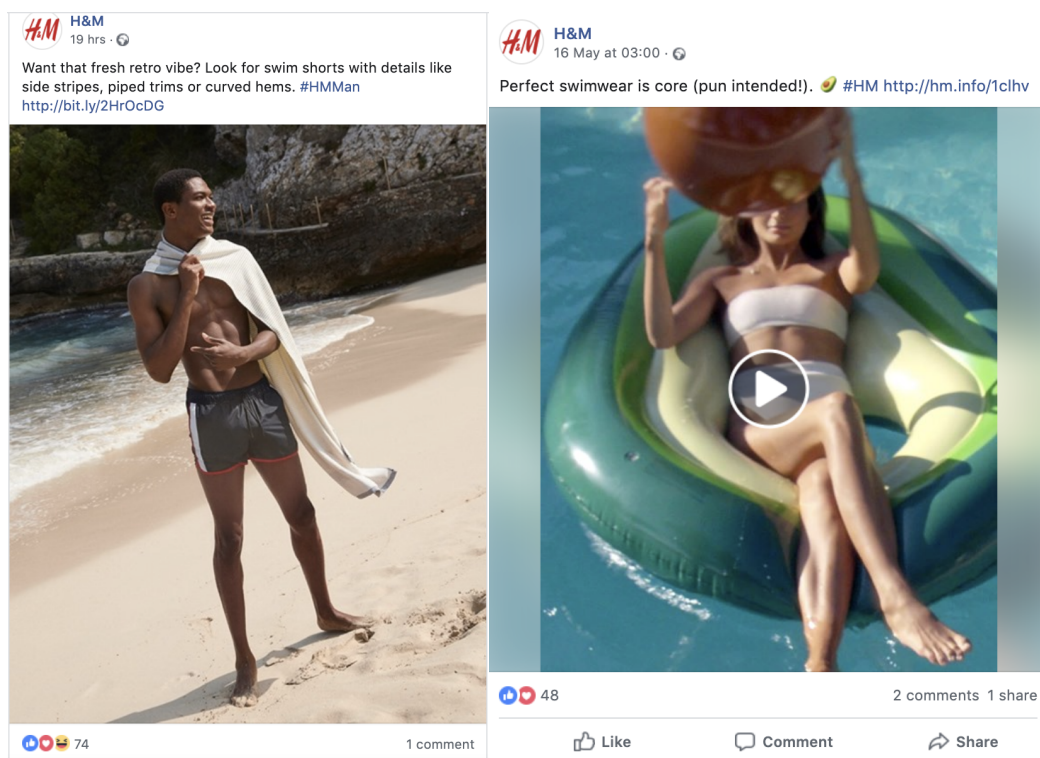 H&M
H&M
19 hrs
Want that fresh retro vibe? Look for swim shorts with details like
side stripes, piped trims or curved hems. #HMMan
http://bit.ly/2HrOcDG
74
1 comment
H&M
H&M
16 May at 03:00
Perfect swimwear is core (pun intended!). 🥑 #HM http://hm.info/1clhv
48
2 comments 1 share
Like
Comment
Share